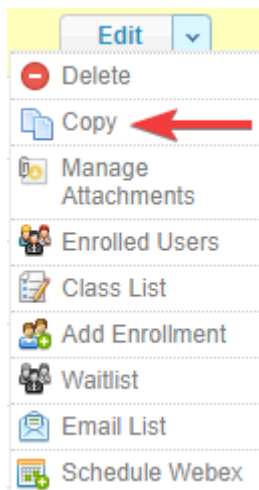 Edit
Delete
Copy
Manage
Attachments
Enrolled Users
Class List
Add Enrollment
Waitlist
Email List
Schedule Webex